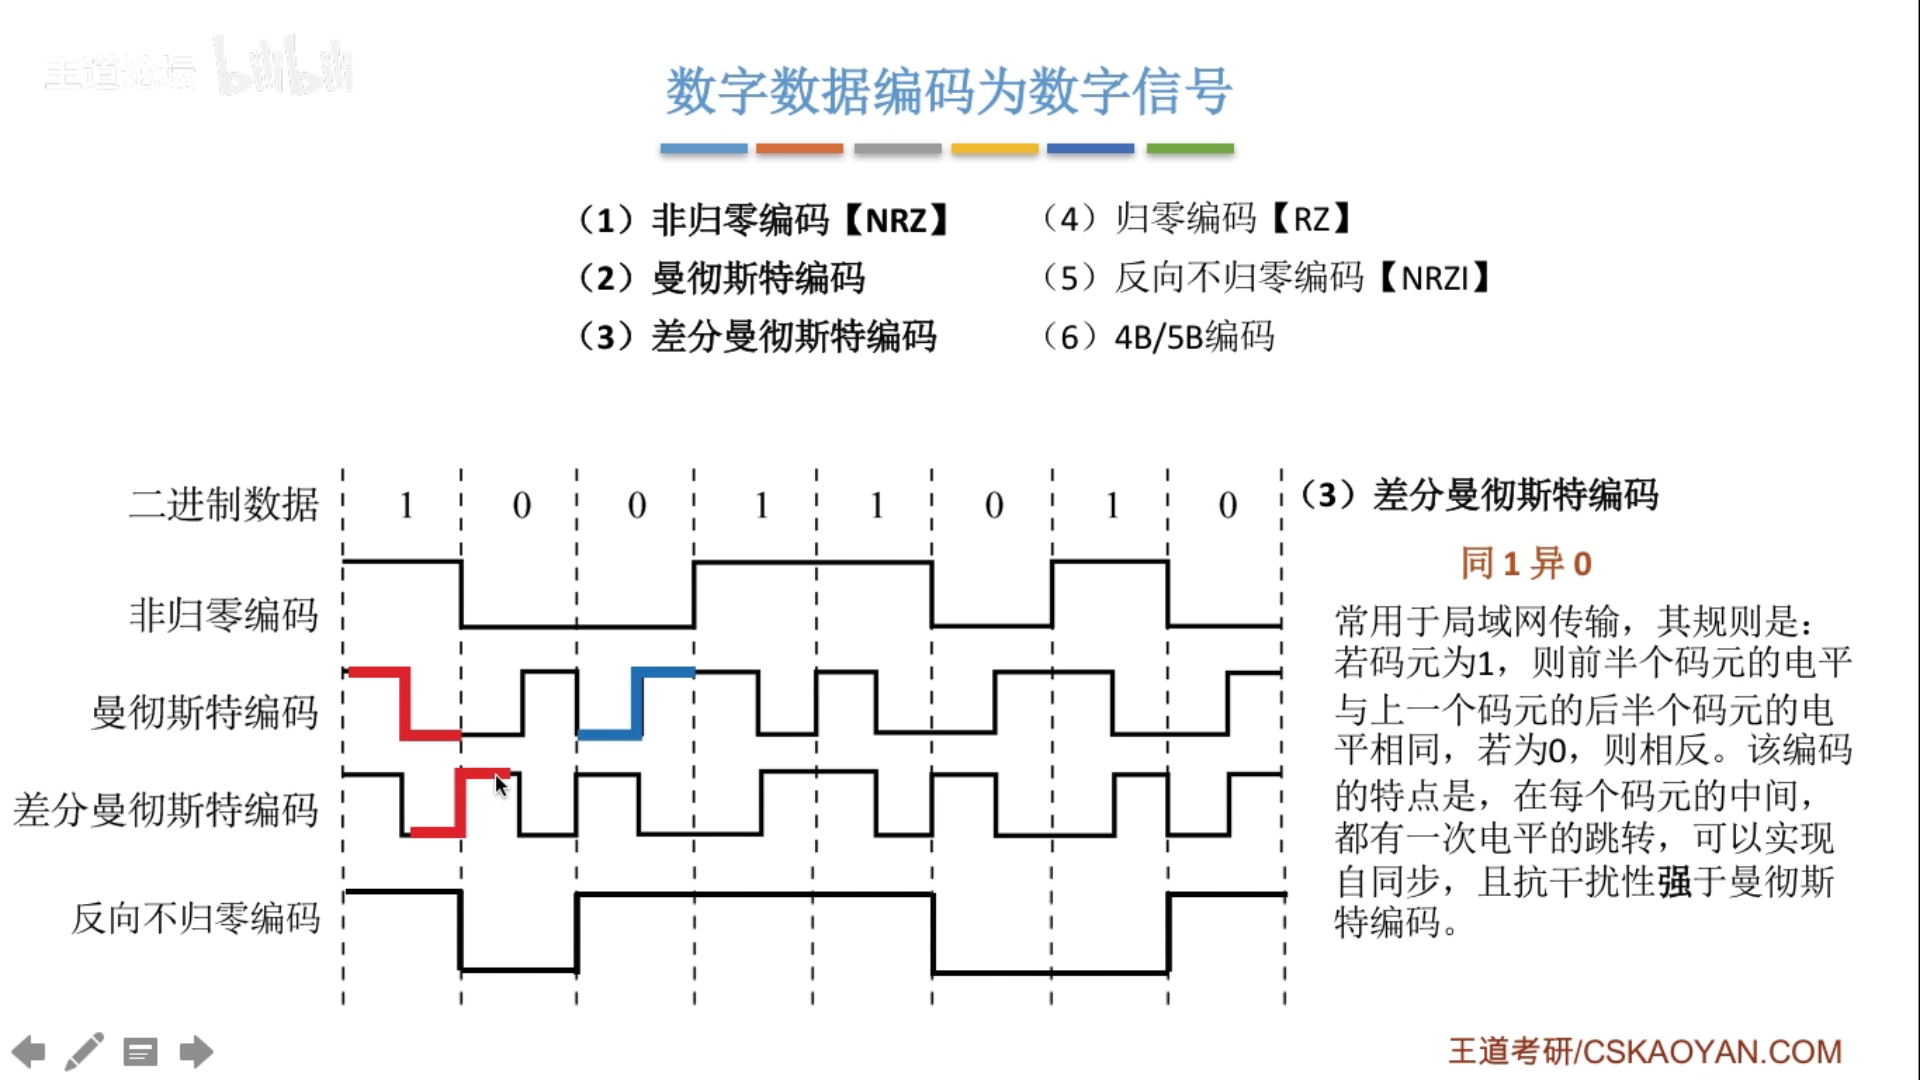 王道论坛 bilibili
数字数据编码为数字信号
（1）非归零编码【NRZ】
（4）归零编码【RZ】
（2）曼彻斯特编码
（5）反向不归零编码【NRZI】
（3）差分曼彻斯特编码
（6）4B/5B编码
二进制数据 1 0 0 1 1 0 1 0
非归零编码
曼彻斯特编码
差分曼彻斯特编码
反向不归零编码
（3）差分曼彻斯特编码
同 1 异 0
常用于局域网传输，其规则是：
若码元为1，则前半个码元的电平
与上一个码元的后半个码元的电
平相同，若为0，则相反。该编码
的特点是，在每个码元的中间，
都有一次电平的跳转，可以实现
自同步，且抗干扰性强于曼彻斯
特编码。
王道考研/CSKAOYAN.COM